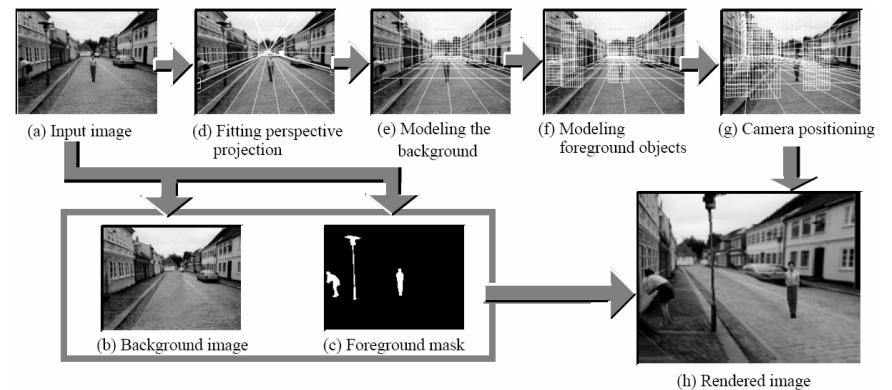 (a) Input image
(d) Fitting perspective
projection
(e) Modeling the
background
(f) Modeling
foreground objects
(g) Camera positioning
(b) Background image
(c) Foreground mask
(h) Rendered image